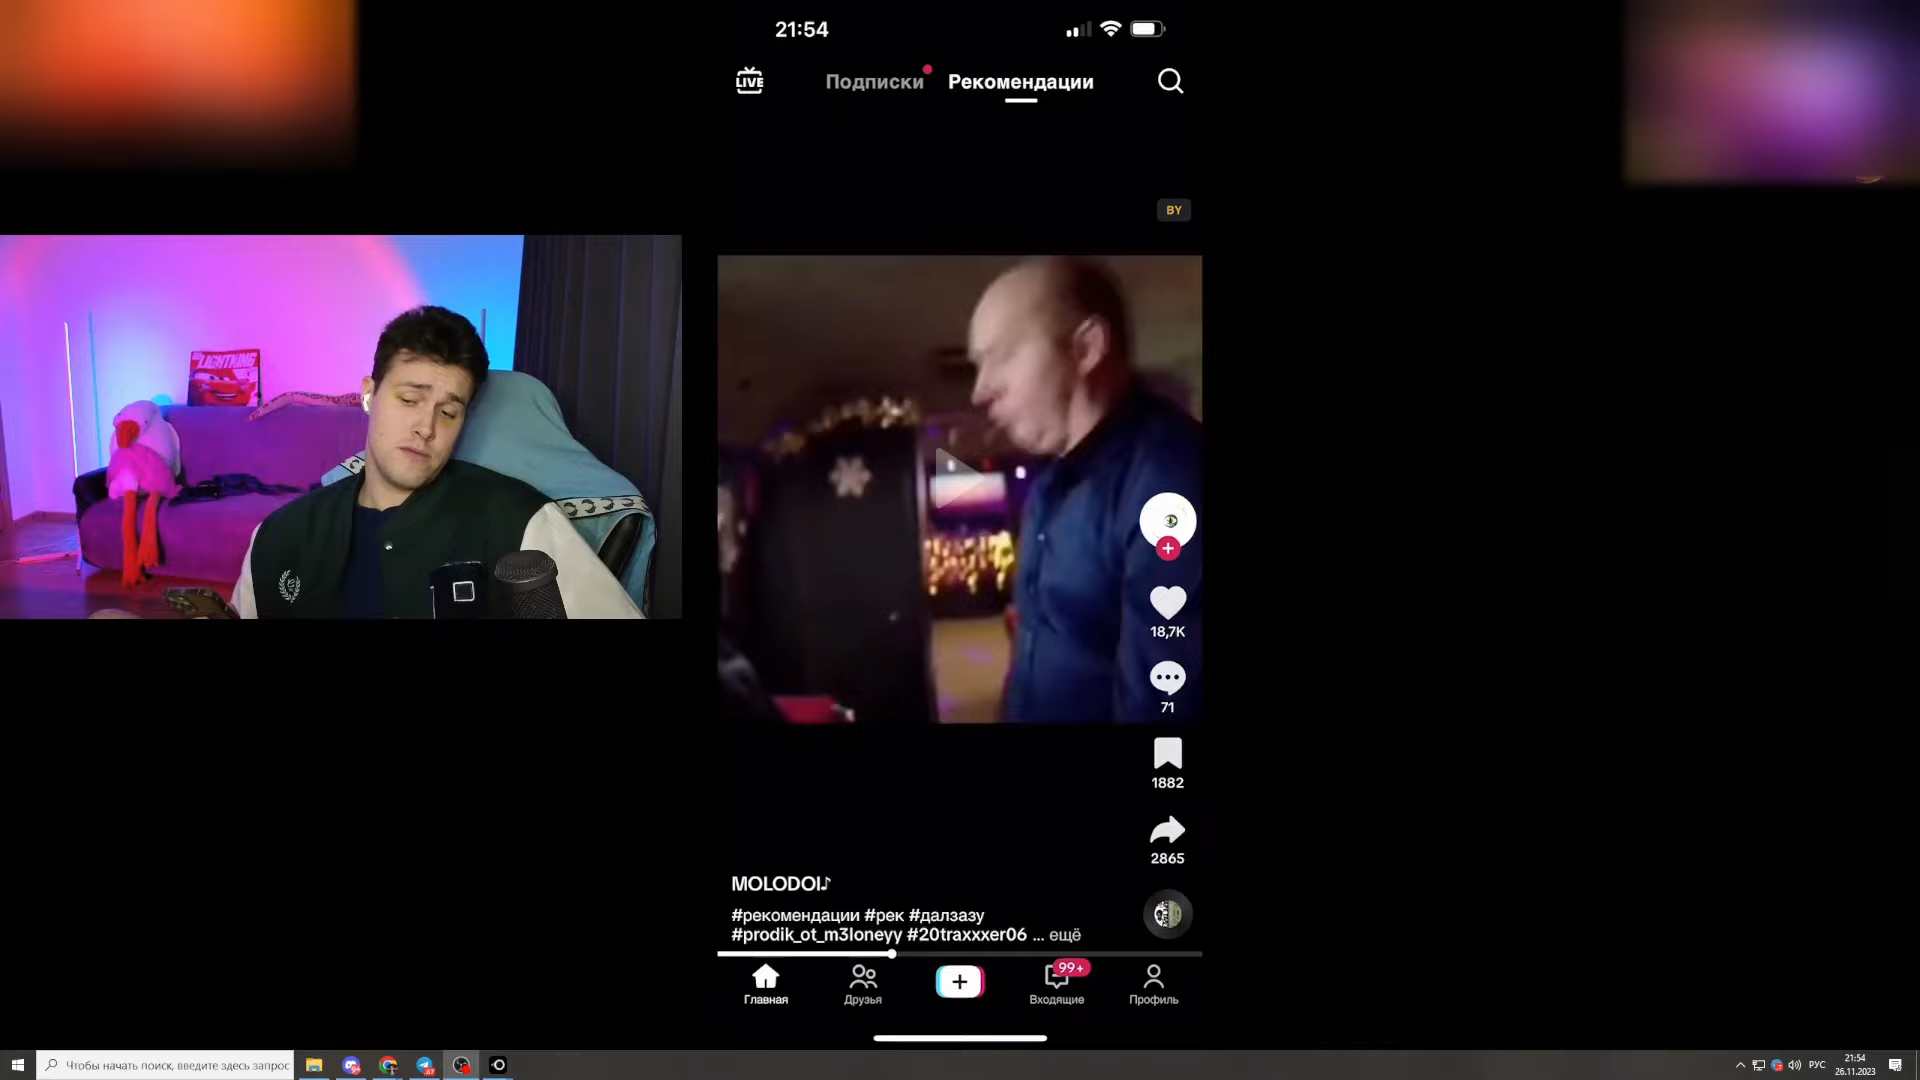 21:54
LIVE
Подписки
Рекомендации
BY
LIGHTNING
18,7K
71
1882
2865
MOLODOI♪
#рекомендации #рек #далзазу
#prodik_ot_m3loneyy #20traxxxer06 ... ещё
99+
Главная
Друзья
Входящие
Профиль
Чтобы начать поиск, введите здесь запрос
РУС
21:54
26.11.2023